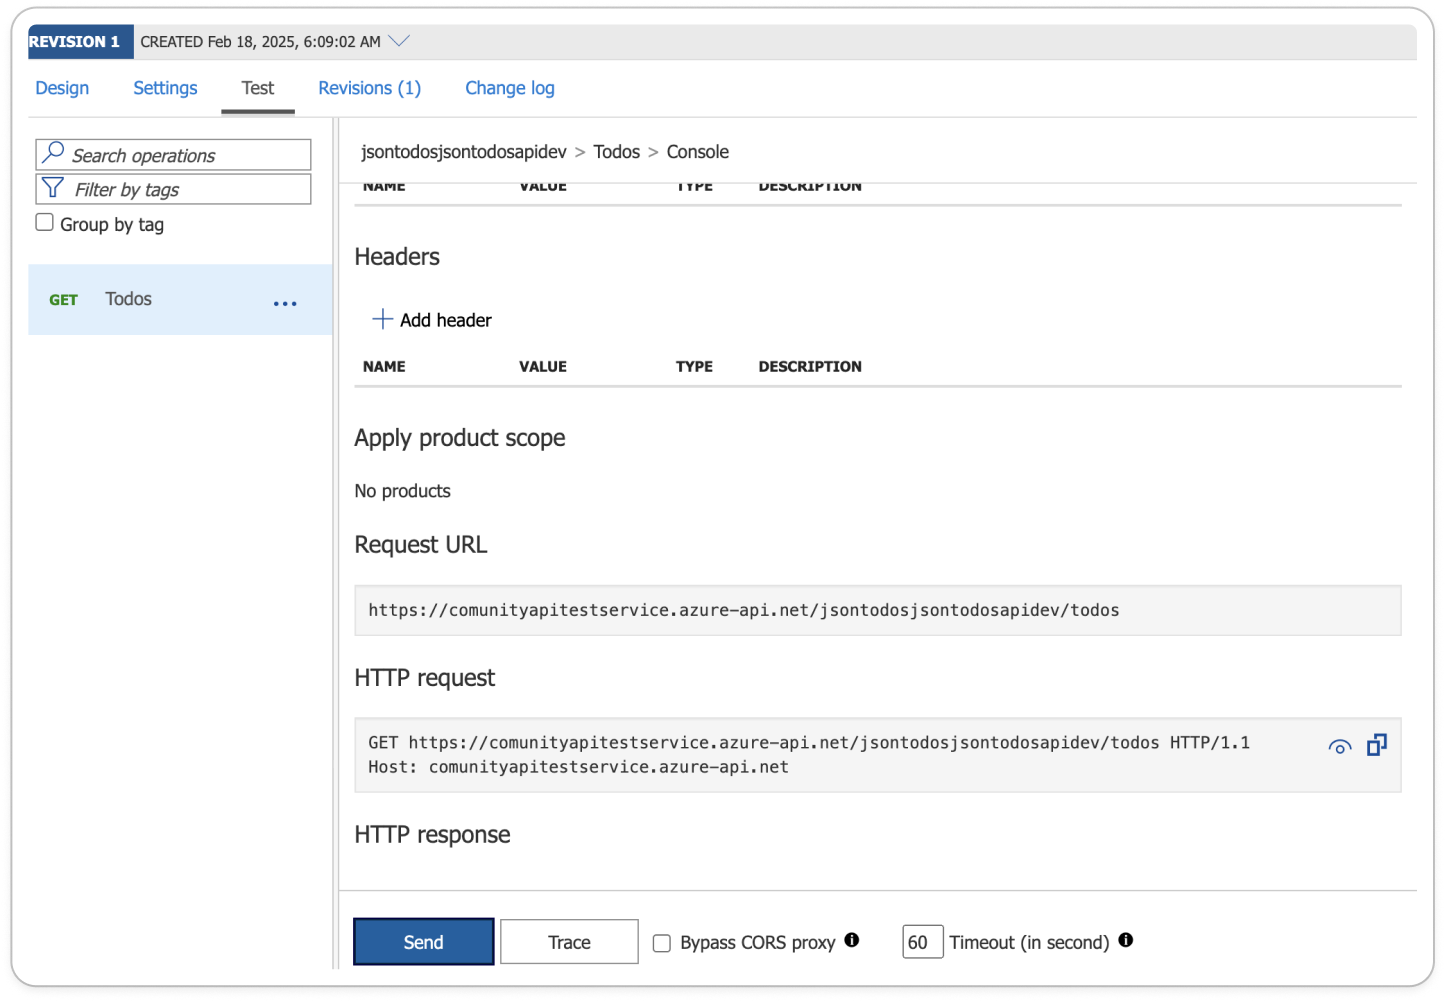 REVISION 1 CREATED Feb 18, 2025, 6:09:02 AM
Design Settings Test Revisions (1) Change log
Search operations
Filter by tags
Group by tag
GET Todos ...
jsontodosjsontodosapidev > Todos > Console
NAME VALUE TYPE DESCRIPTION
Headers
Add header
NAME VALUE TYPE DESCRIPTION
Apply product scope
No products
Request URL
https://comunityapitestservice.azure-api.net/jsontodosjsontodosapidev/todos
HTTP request
GET https://comunityapitestservice.azure-api.net/jsontodosjsontodosapidev/todos HTTP/1.1
Host: comunityapitestservice.azure-api.net
HTTP response
Send Trace Bypass CORS proxy 60 Timeout (in second)